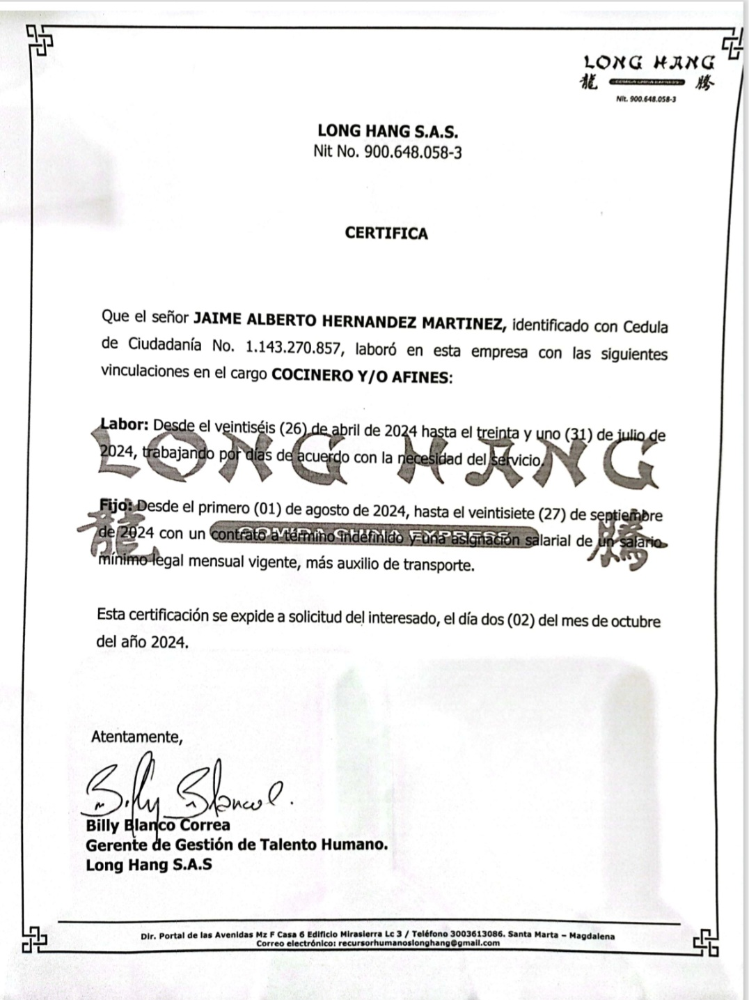 LONG HANG
龍 COMIDA CHINA EXPRESS 騰
Nit. 900.648.058-3
LONG HANG S.A.S.
Nit No. 900.648.058-3
CERTIFICA
Que el señor JAIME ALBERTO HERNANDEZ MARTINEZ, identificado con Cedula
de Ciudadanía No. 1.143.270.857, laboró en esta empresa con las siguientes
vinculaciones en el cargo COCINERO Y/O AFINES:
Labor: Desde el veintiséis (26) de abril de 2024 hasta el treinta y uno (31) de julio de
2024, trabajando por días de acuerdo con la necesidad del servicio.
LONG HANG
Fijo: Desde el primero (01) de agosto de 2024, hasta el veintisiete (27) de septiembre
de 2024 con un contrato a término indefinido y una asignación salarial de un salario
龍 COMIDA CHINA EXPRESS 騰
mínimo legal mensual vigente, más auxilio de transporte.
Esta certificación se expide a solicitud del interesado, el día dos (02) del mes de octubre
del año 2024.
Atentamente,
Billy Blanco C.
Billy Blanco Correa
Gerente de Gestión de Talento Humano.
Long Hang S.A.S
Dir. Portal de las Avenidas Mz F Casa 6 Edificio Mirasierra Lc 3 / Teléfono 3003613086. Santa Marta – Magdalena
Correo electrónico: recursorhumanoslonghang@gmail.com